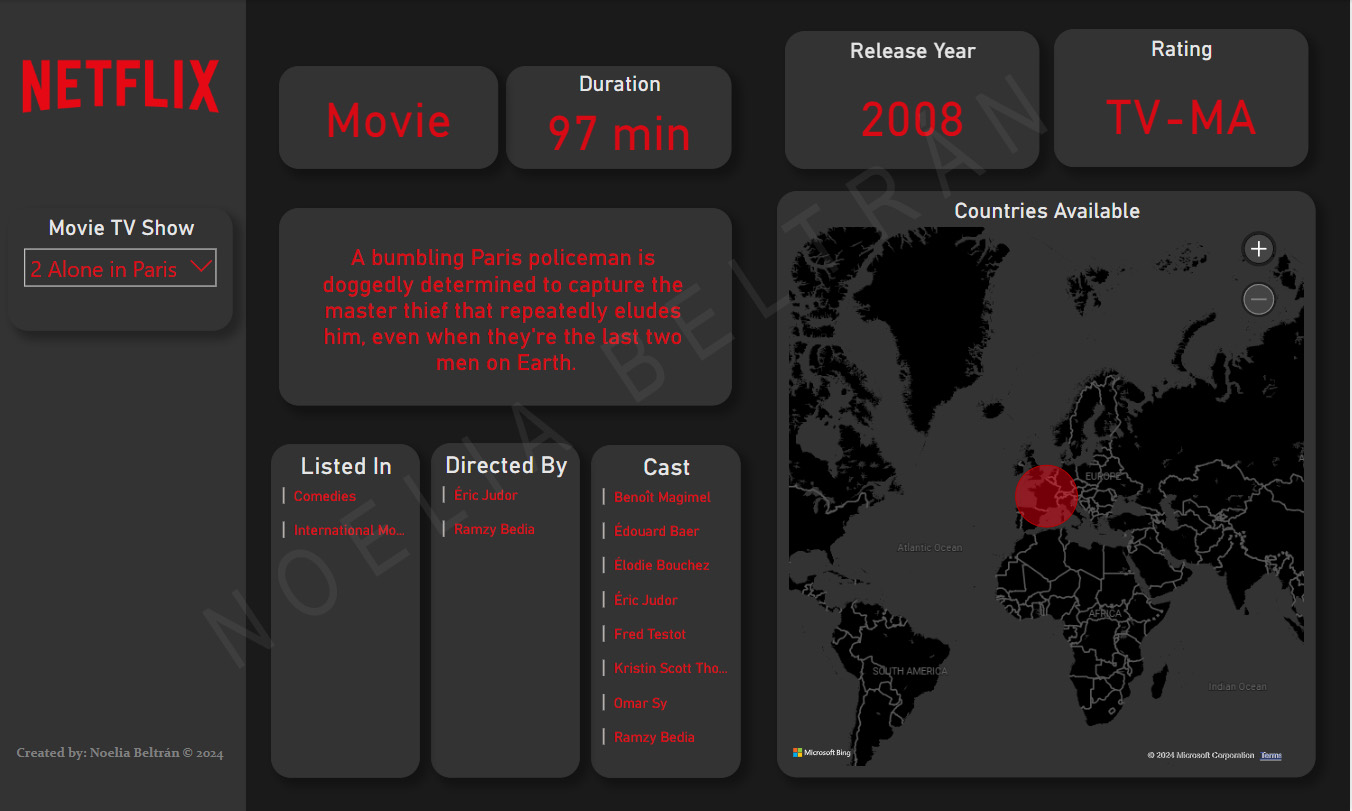 NETFLIX
Movie TV Show
2 Alone in Paris
Created by: Noelia Beltrán © 2024
Movie
Duration
97 min
Release Year
2008
Rating
TV-MA
A bumbling Paris policeman is
doggedly determined to capture the
master thief that repeatedly eludes
him, even when they're the last two
men on Earth.
Listed In
Comedies
International Mo...
Directed By
Éric Judor
Ramzy Bedia
Cast
Benoît Magimel
Édouard Baer
Élodie Bouchez
Éric Judor
Fred Testot
Kristin Scott Tho...
Omar Sy
Ramzy Bedia
Countries Available
EUROPE
A
Atlantic Ocean
AFRICA
SOUTH AMERICA
Indian Ocean
Microsoft Bing
© 2024 Microsoft Corporation Terms
NOELIA BELTRAN